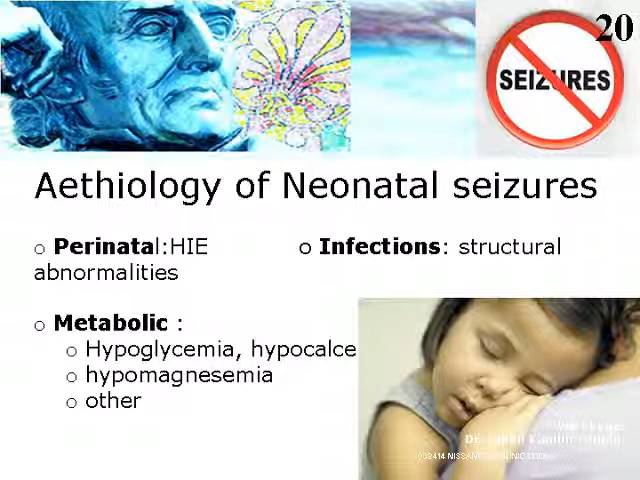 20
SEIZURES
Aethiology of Neonatal seizures
o Perinatal:HIE o Infections: structural
abnormalities
o Metabolic :
o Hypoglycemia, hypocalce
o hypomagnesemia
o other